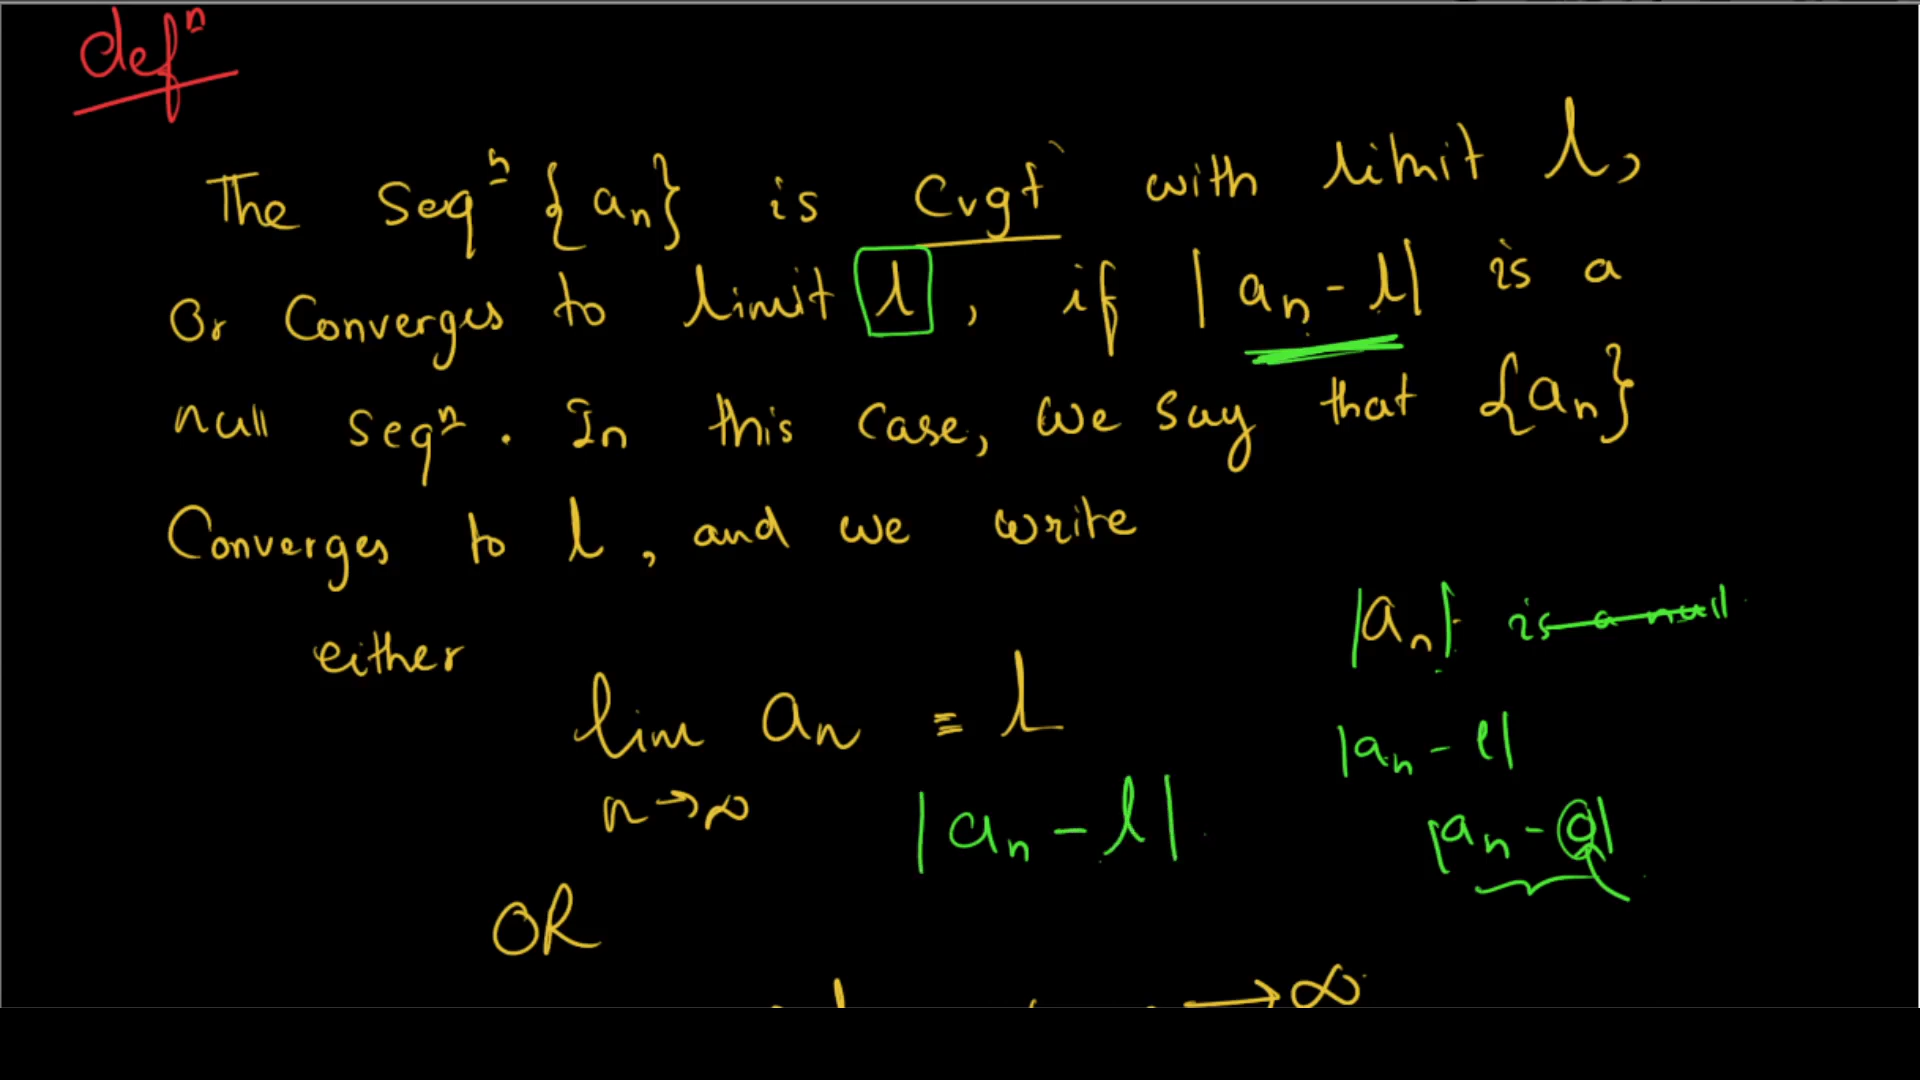 defⁿ
The Seqⁿ {aₙ} is Cvgt with limit l,
Or Converges to limit l, if |aₙ - l| is a
null seqⁿ. In this case, we say that {aₙ}
Converges to l, and we write
either
|aₙ| is a null
lim aₙ = l
n→∞
|aₙ - l|
|aₙ - l|
|aₙ - 0|
OR
→ ∞